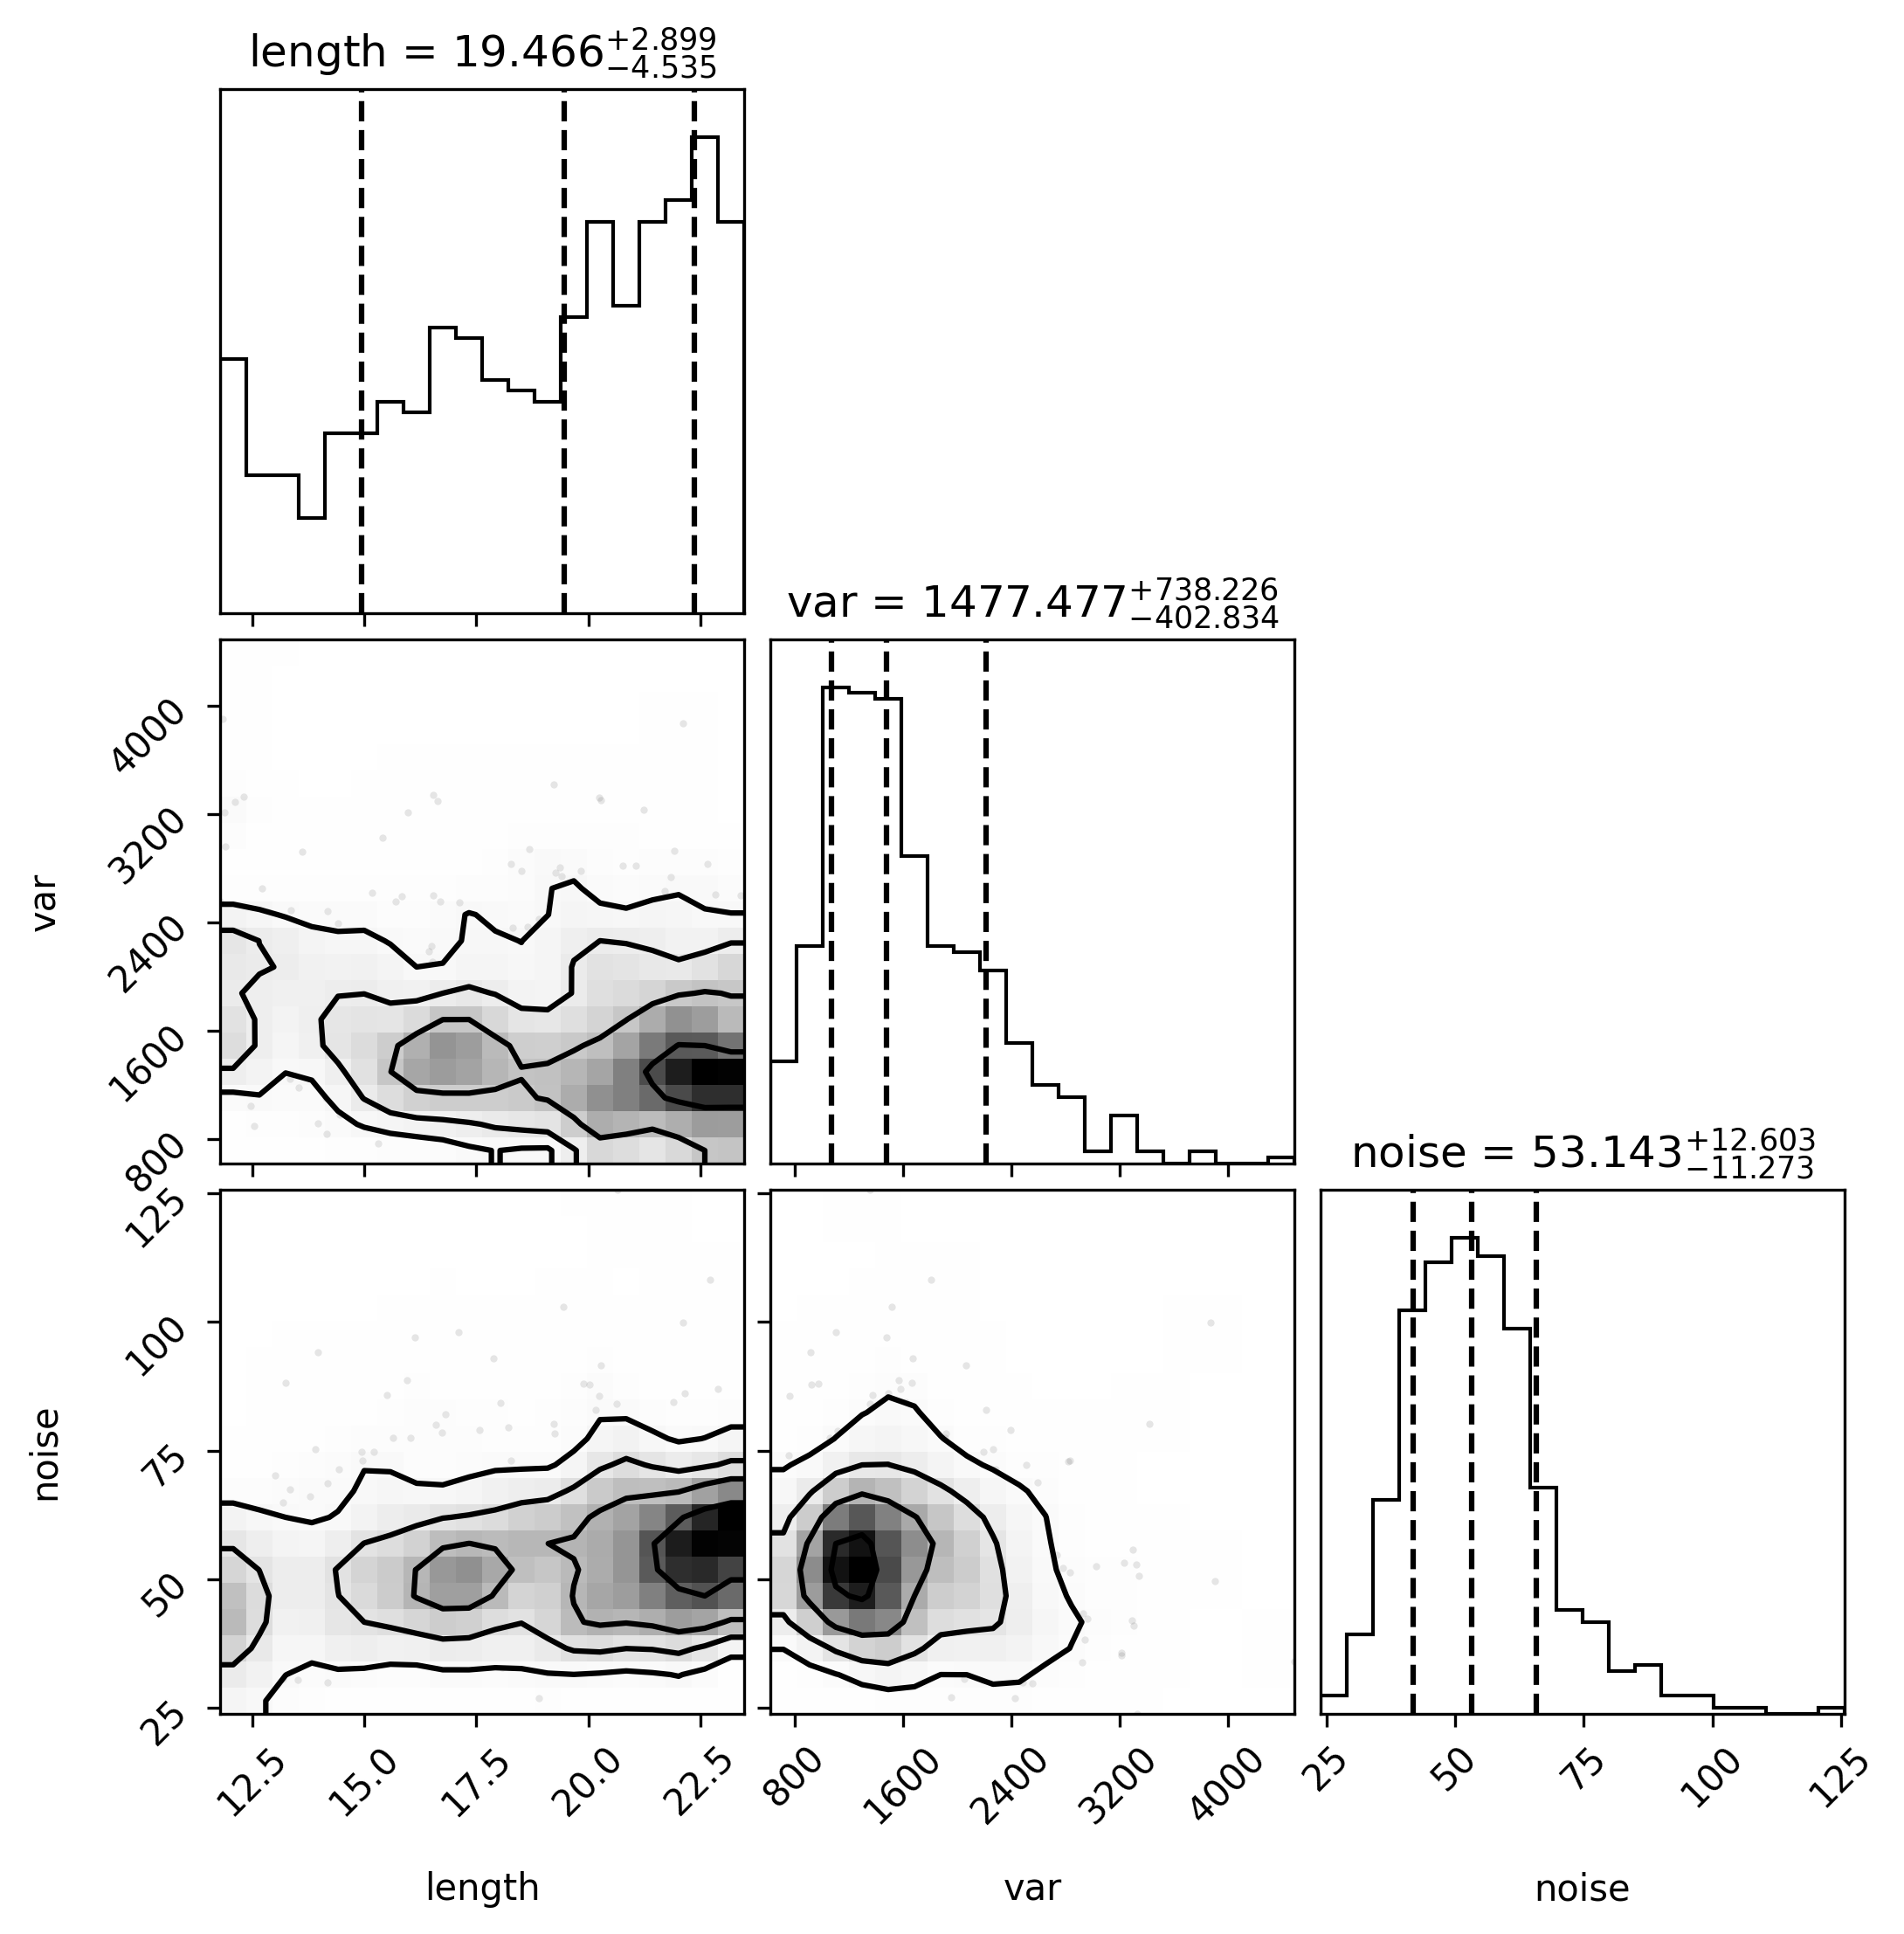 length = 19.466 +2.899 −4.535
var = 1477.477 +738.226 −402.834
4000
3200
2400
1600
800
var
noise = 53.143 +12.603 −11.273
125
100
75
50
25
noise
12.5 15.0 17.5 20.0 22.5 800 1600 2400 3200 4000 25 50 75 100 125
length var noise